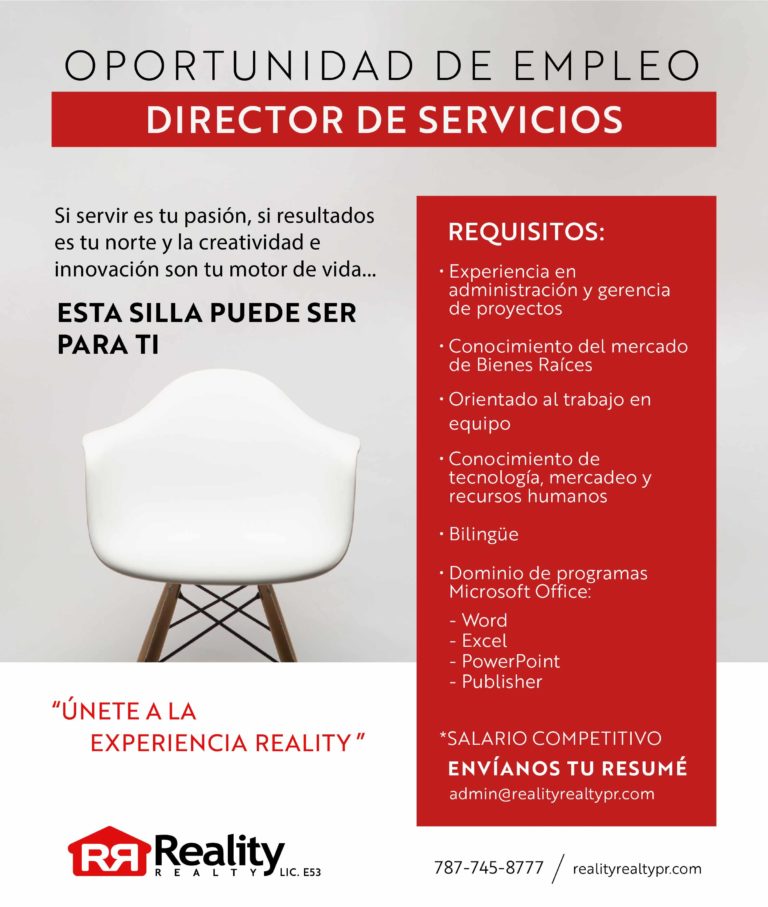 OPORTUNIDAD DE EMPLEO
DIRECTOR DE SERVICIOS
Si servir es tu pasión, si resultados
es tu norte y la creatividad e
innovación son tu motor de vida...
ESTA SILLA PUEDE SER
PARA TI
REQUISITOS:
· Experiencia en
administración y gerencia
de proyectos
· Conocimiento del mercado
de Bienes Raíces
· Orientado al trabajo en
equipo
· Conocimiento de
tecnología, mercadeo y
recursos humanos
· Bilingüe
· Dominio de programas
Microsoft Office:
- Word
- Excel
- PowerPoint
- Publisher
*SALARIO COMPETITIVO
ENVÍANOS TU RESUMÉ
admin@realityrealtypr.com
“ÚNETE A LA
EXPERIENCIA REALITY”
RR Reality
REALTY LIC. E53
787-745-8777 / realityrealtypr.com